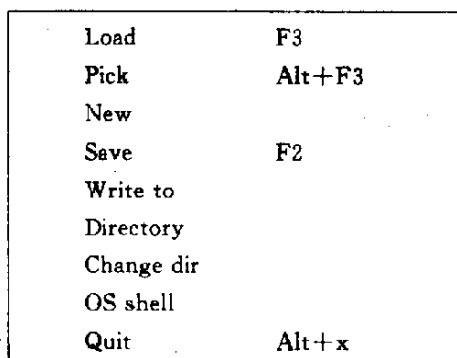 Load F3
Pick Alt+F3
New
Save F2
Write to
Directory
Change dir
OS shell
Quit Alt+x